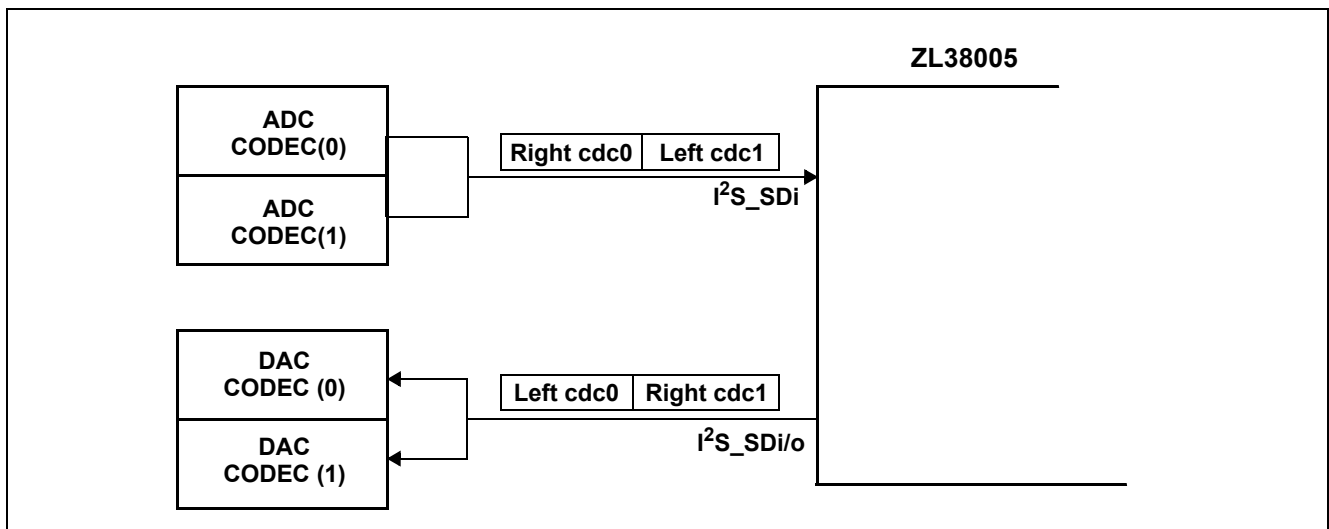 ZL38005
ADC
CODEC(0)
Right cdc0 Left cdc1
I²S_SDi
ADC
CODEC(1)
DAC
CODEC (0)
Left cdc0 Right cdc1
I²S_SDi/o
DAC
CODEC (1)